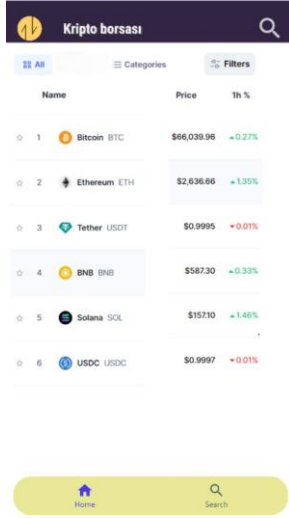 Kripto borsası
All Categories Filters
Name Price 1h %
1 Bitcoin BTC $66,039.96 ▲0.27%
2 Ethereum ETH $2,636.66 ▲1.35%
3 Tether USDT $0.9995 ▼0.01%
4 BNB BNB $587.30 ▲0.33%
5 Solana SOL $157.10 ▲1.46%
6 USDC USDC $0.9997 ▼0.01%
Home Search